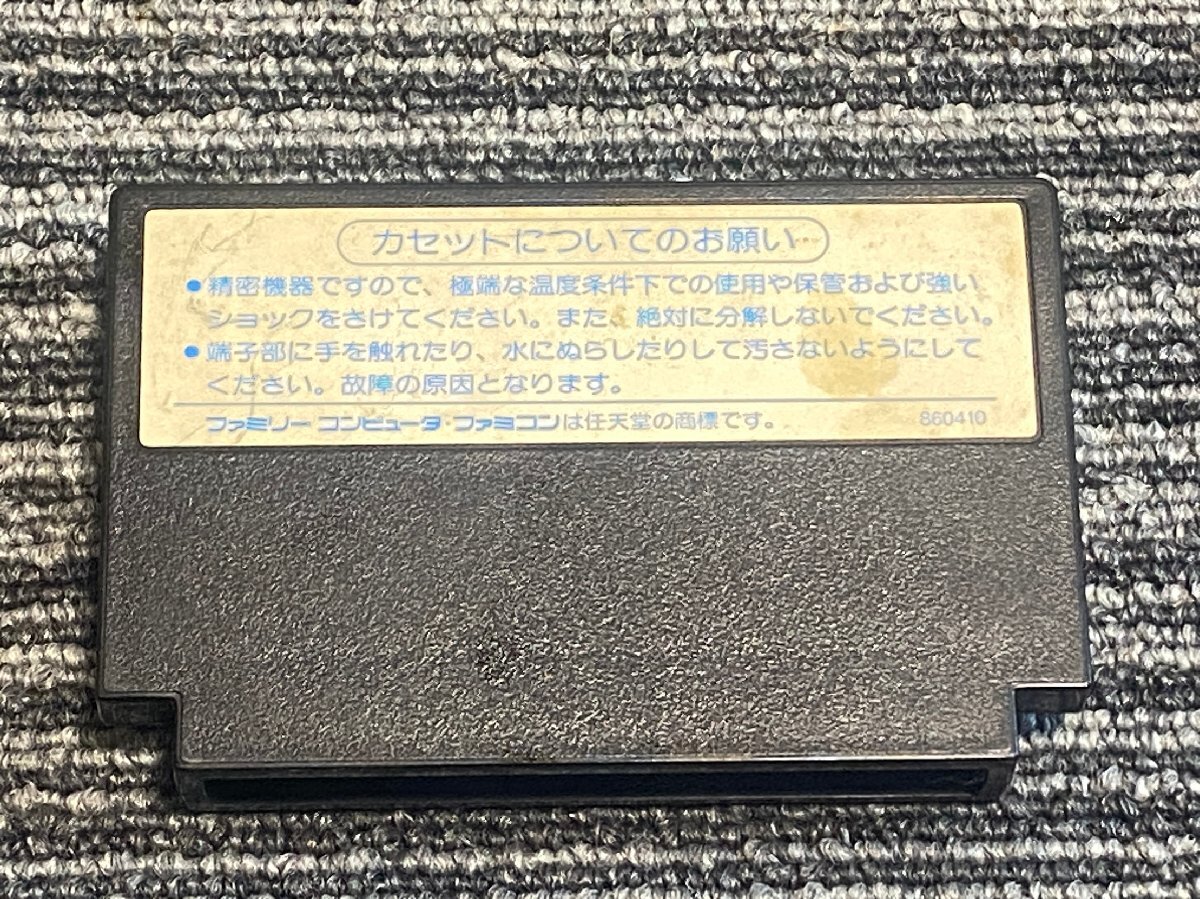 カセットについてのお願い…
●精密機器ですので、極端な温度条件下での使用や保管および強い
ショックをさけてください。また、絶対に分解しないでください。
●端子部に手を触れたり、水にぬらしたりして汚さないようにして
ください。故障の原因となります。
ファミリーコンピュータ・ファミコンは任天堂の商標です。 860410